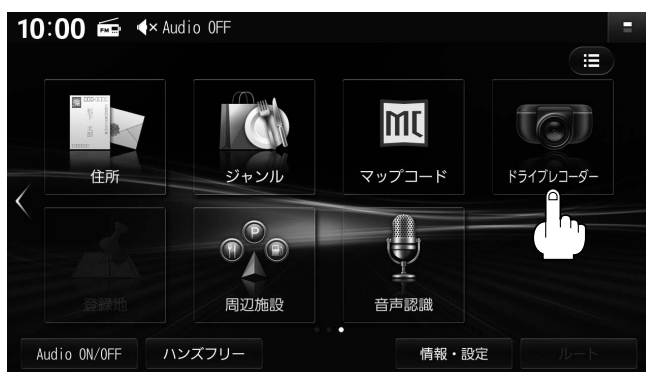 10:00 FM Audio OFF
住所
ジャンル
MC
マップコード
ドライブレコーダー
登録地
P
周辺施設
音声認識
Audio ON/OFF
ハンズフリー
情報・設定
ルート